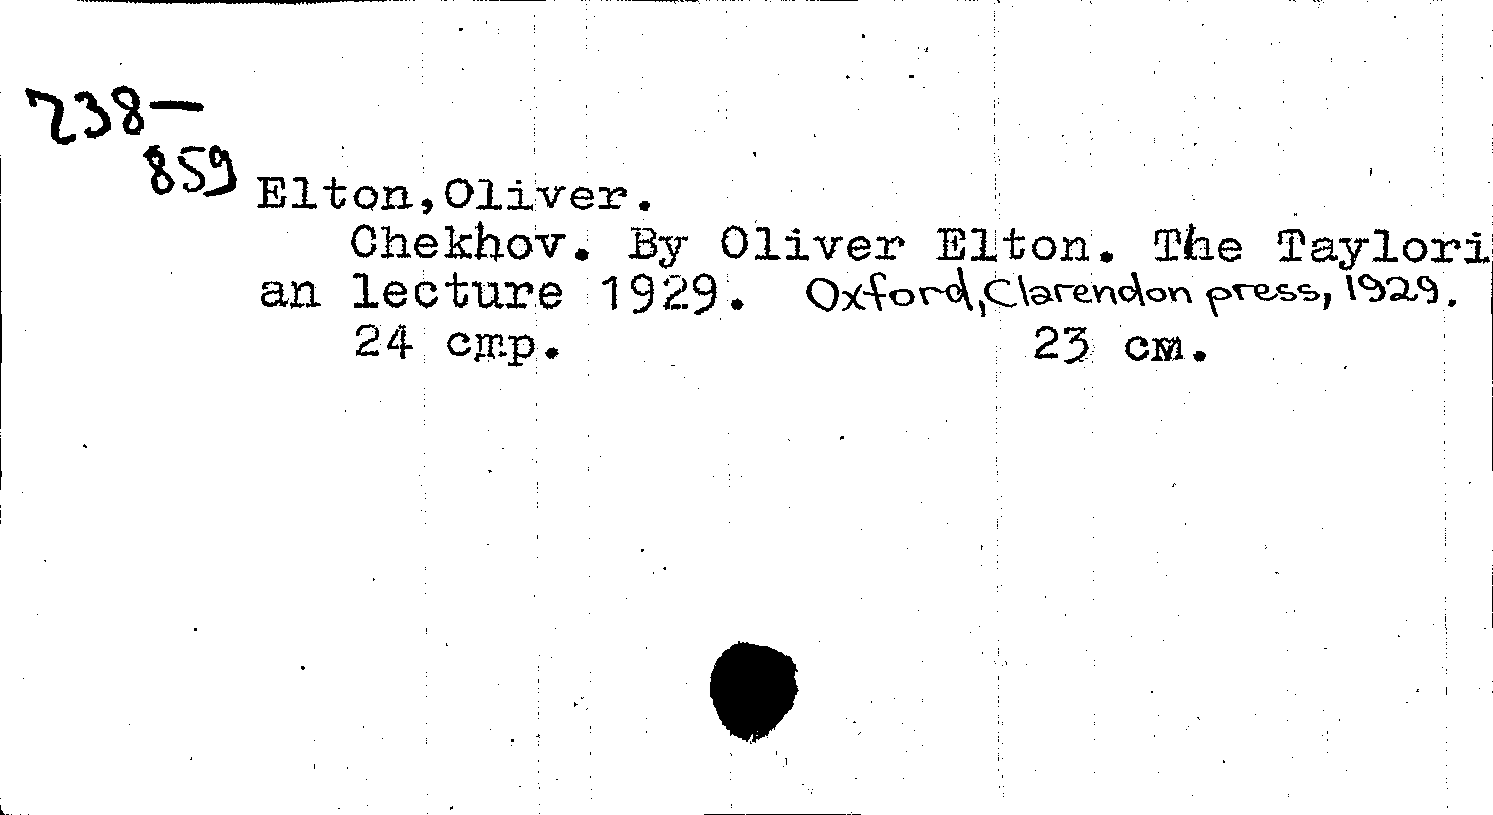 238-
859
Elton,Oliver.
Chekhov. By Oliver Elton. The Taylori
an lecture 1929. Oxford,Clarendon press, 1929.
24 стр. 23 см.